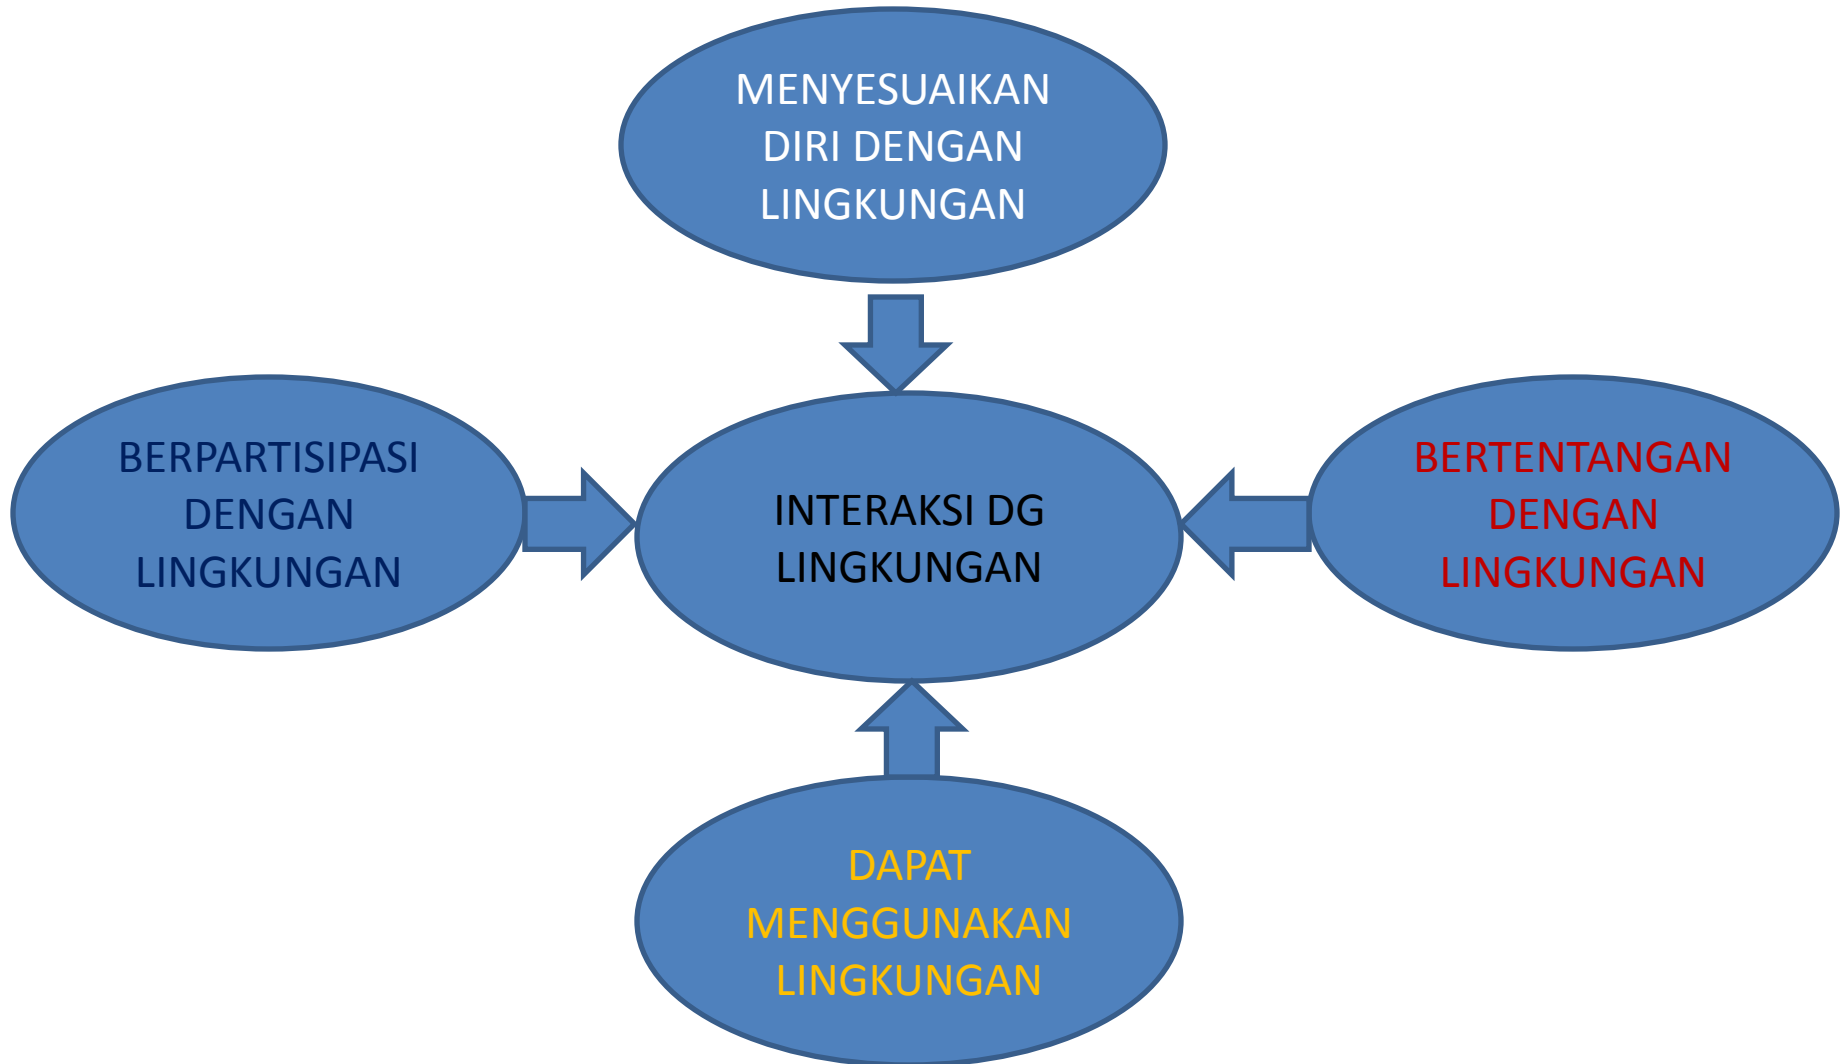 MENYESUAIKAN
DIRI DENGAN
LINGKUNGAN
BERPARTISIPASI
DENGAN
LINGKUNGAN
INTERAKSI DG
LINGKUNGAN
BERTENTANGAN
DENGAN
LINGKUNGAN
DAPAT
MENGGUNAKAN
LINGKUNGAN